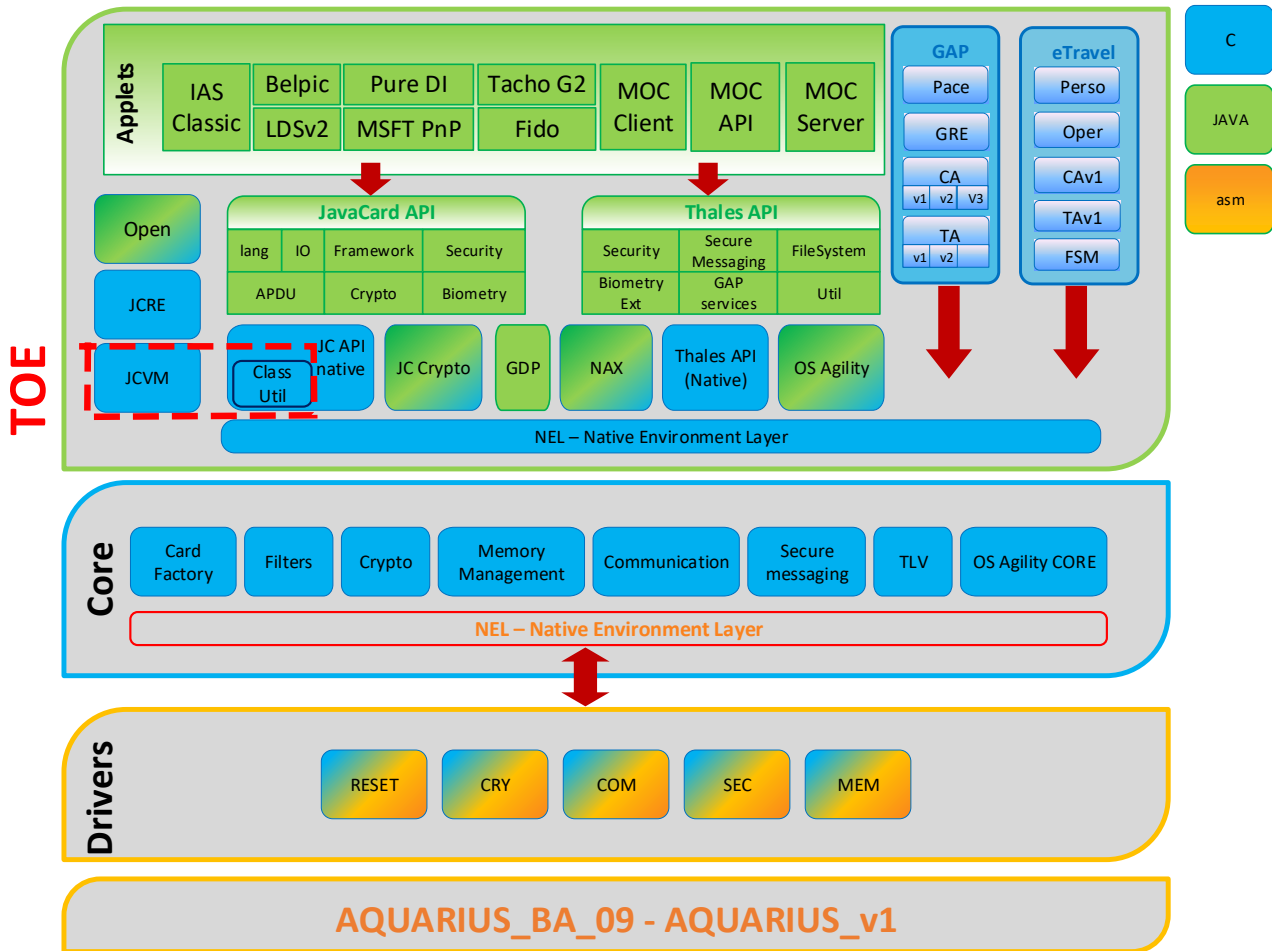 Applets
IAS
Classic
Belpic
LDSv2
Pure DI
MSFT PnP
Tacho G2
Fido
MOC
Client
MOC
API
MOC
Server
GAP
Pace
GRE
CA
v1 v2 V3
TA
v1 v2
eTravel
Perso
Oper
CAv1
TAv1
FSM
C
JAVA
asm
Open
JCRE
JCVM
TOE
JavaCard API
lang IO Framework Security
APDU Crypto Biometry
Thales API
Security
Secure
Messaging
FileSystem
Biometry
Ext
GAP
services
Util
JC API
native
Class
Util
JC Crypto
GDP
NAX
Thales API
(Native)
OS Agility
NEL – Native Environment Layer
Core
Card
Factory
Filters
Crypto
Memory
Management
Communication
Secure
messaging
TLV
OS Agility CORE
NEL – Native Environment Layer
Drivers
RESET
CRY
COM
SEC
MEM
AQUARIUS_BA_09 - AQUARIUS_v1